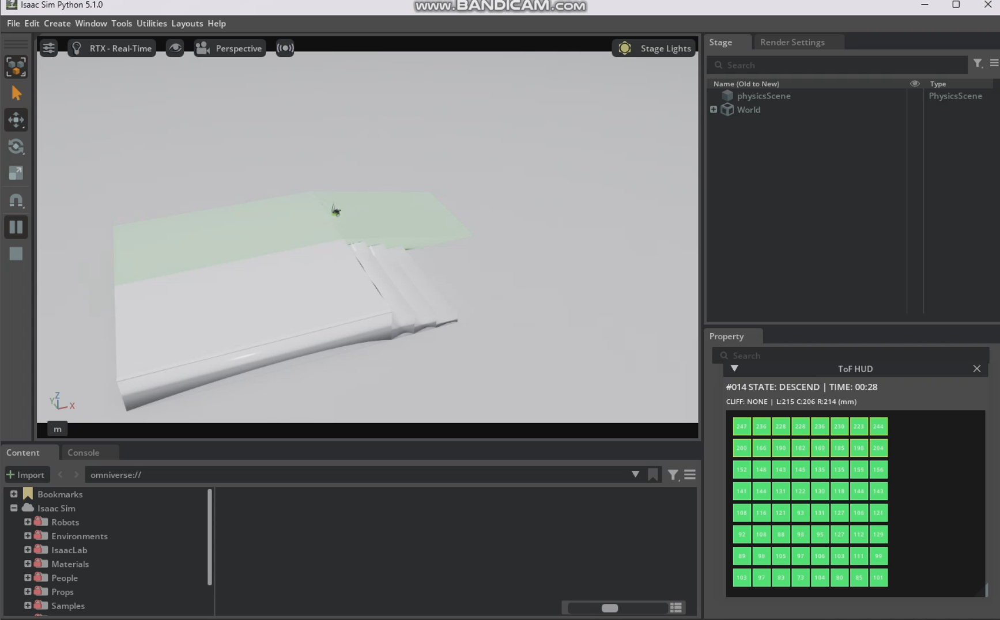 Isaac Sim Python 5.1.0
www.BANDICAM.com
File Edit Create Window Tools Utilities Layouts Help
RTX - Real-Time
Perspective
Stage Lights
Stage
Render Settings
Search
Name (Old to New)
Type
physicsScene
PhysicsScene
World
Z
Y
X
m
Property
Search
ToF HUD
#014 STATE: DESCEND | TIME: 00:28
CLIFF: NONE | L:215 C:206 R:214 (mm)
247 236 228 228 236 230 223 244
200 166 190 182 169 185 198 204
152 148 143 145 135 135 155 156
141 144 131 122 130 118 144 143
108 116 121 93 131 127 106 121
92 108 88 98 95 127 112 129
89 98 105 97 106 103 111 99
103 97 83 73 104 80 85 101
Content
Console
Import
omniverse://
Bookmarks
Isaac Sim
Robots
Environments
IsaacLab
Materials
People
Props
Samples